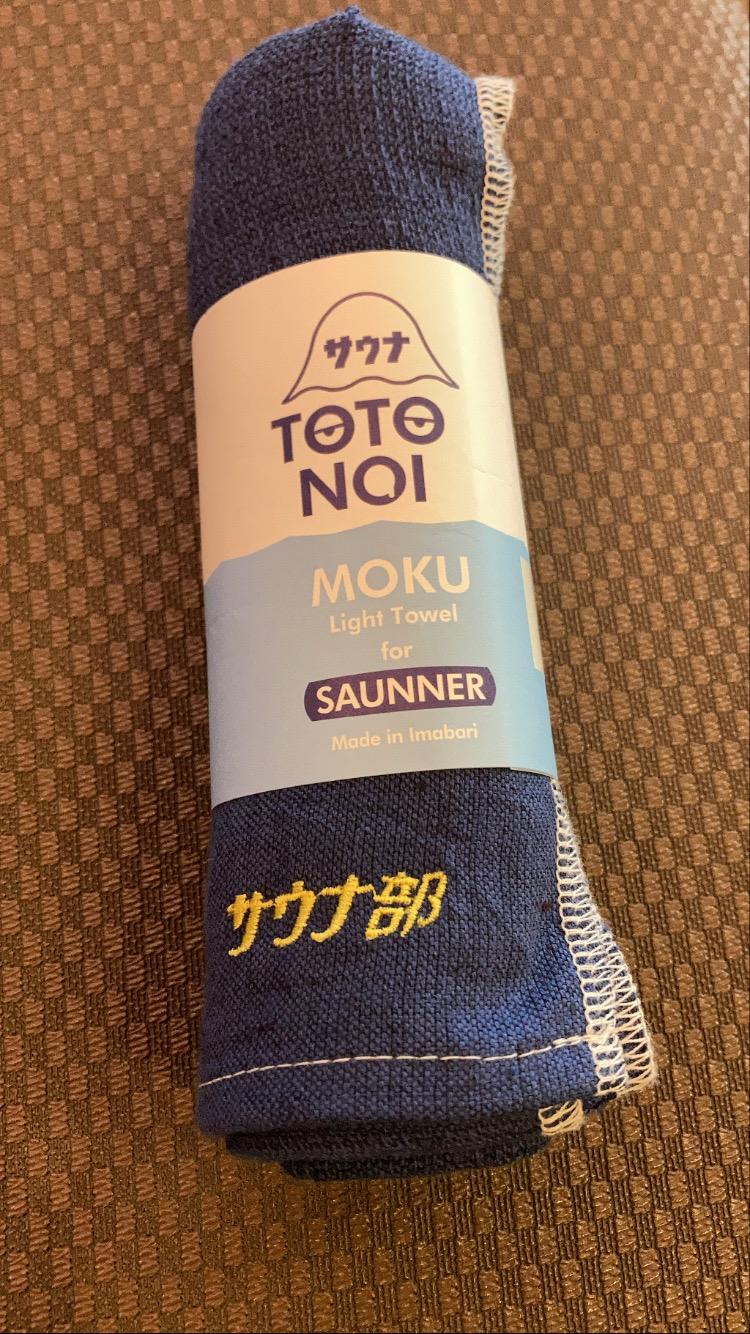 サウナ
TOTO
NOI
MOKU
Light Towel
for
SAUNNER
Made in Imabari
サウナ部